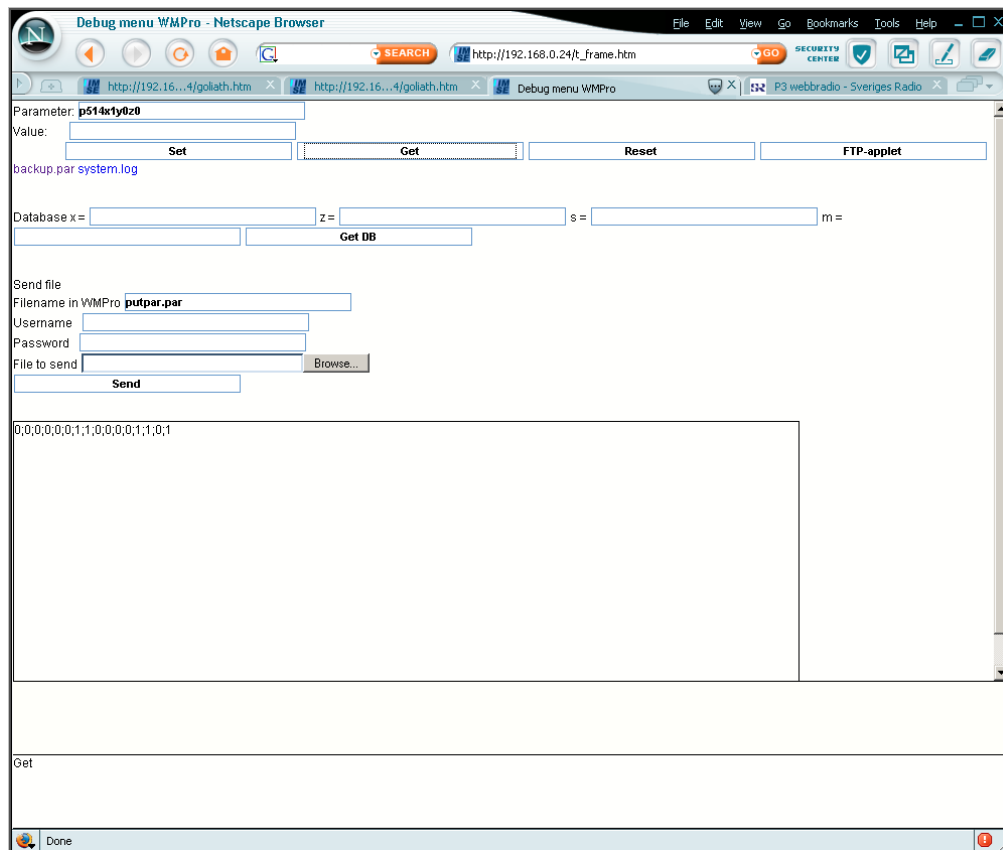 Debug menu WMPro - Netscape Browser
File Edit View Go Bookmarks Tools Help
N
G SEARCH http://192.168.0.24/t_frame.htm GO SECURITY CENTER
http://192.16...4/goliath.htm http://192.16...4/goliath.htm Debug menu WMPro SR P3 webbradio - Sveriges Radio
Parameter: p514x1y0z0
Value:
Set Get Reset FTP-applet
backup.par system.log
Database x = z = s = m =
Get DB
Send file
Filename in WMPro putpar.par
Username
Password
File to send Browse...
Send
0;0;0;0;0;0;1;1;0;0;0;0;1;1;0;1
Get
Done